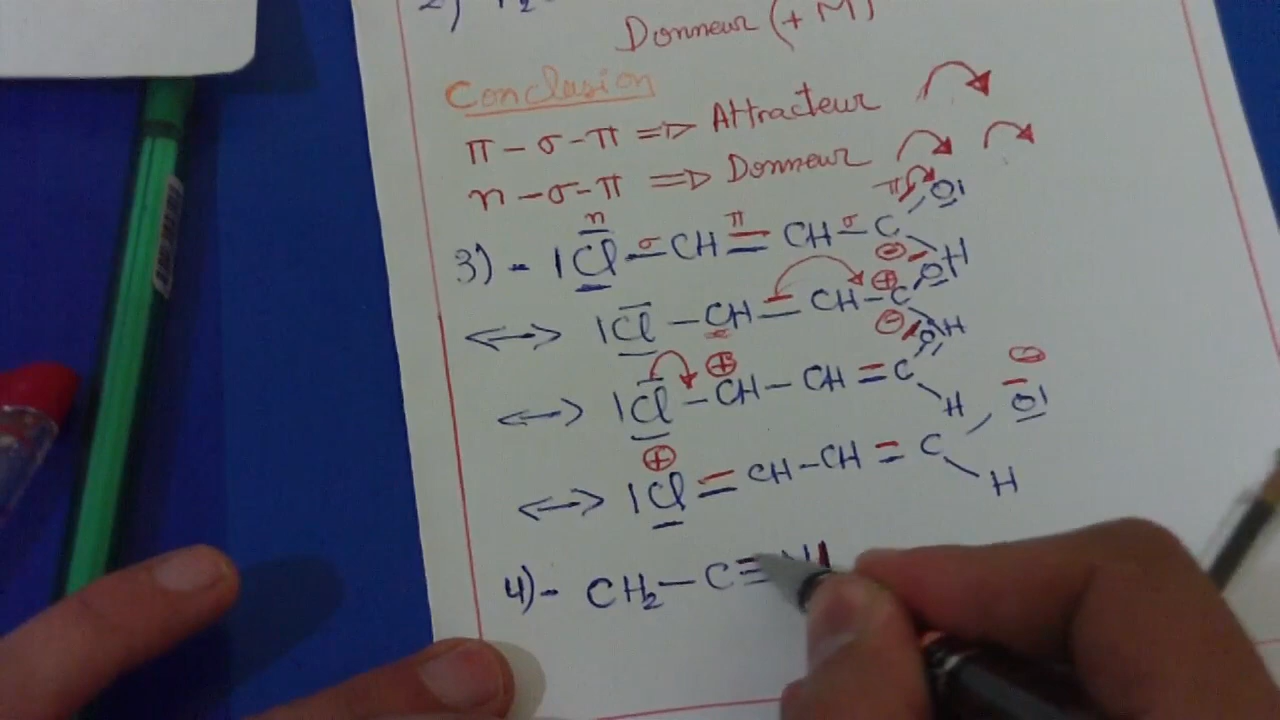 2)
Donneur (+M)
Conclusion
π - σ - π => Attracteur
n - σ - π => Donneur
3) - |Cl - CH = CH - C O H
n σ π σ π ⊖
<-> |Cl - CH = CH - C O H
⊕ ⊖
<-> |Cl - CH - CH = C O H
⊕ ⊖
<-> |Cl = CH - CH = C O| H
⊕ ⊖
4) - CH₂ - C ≡ N